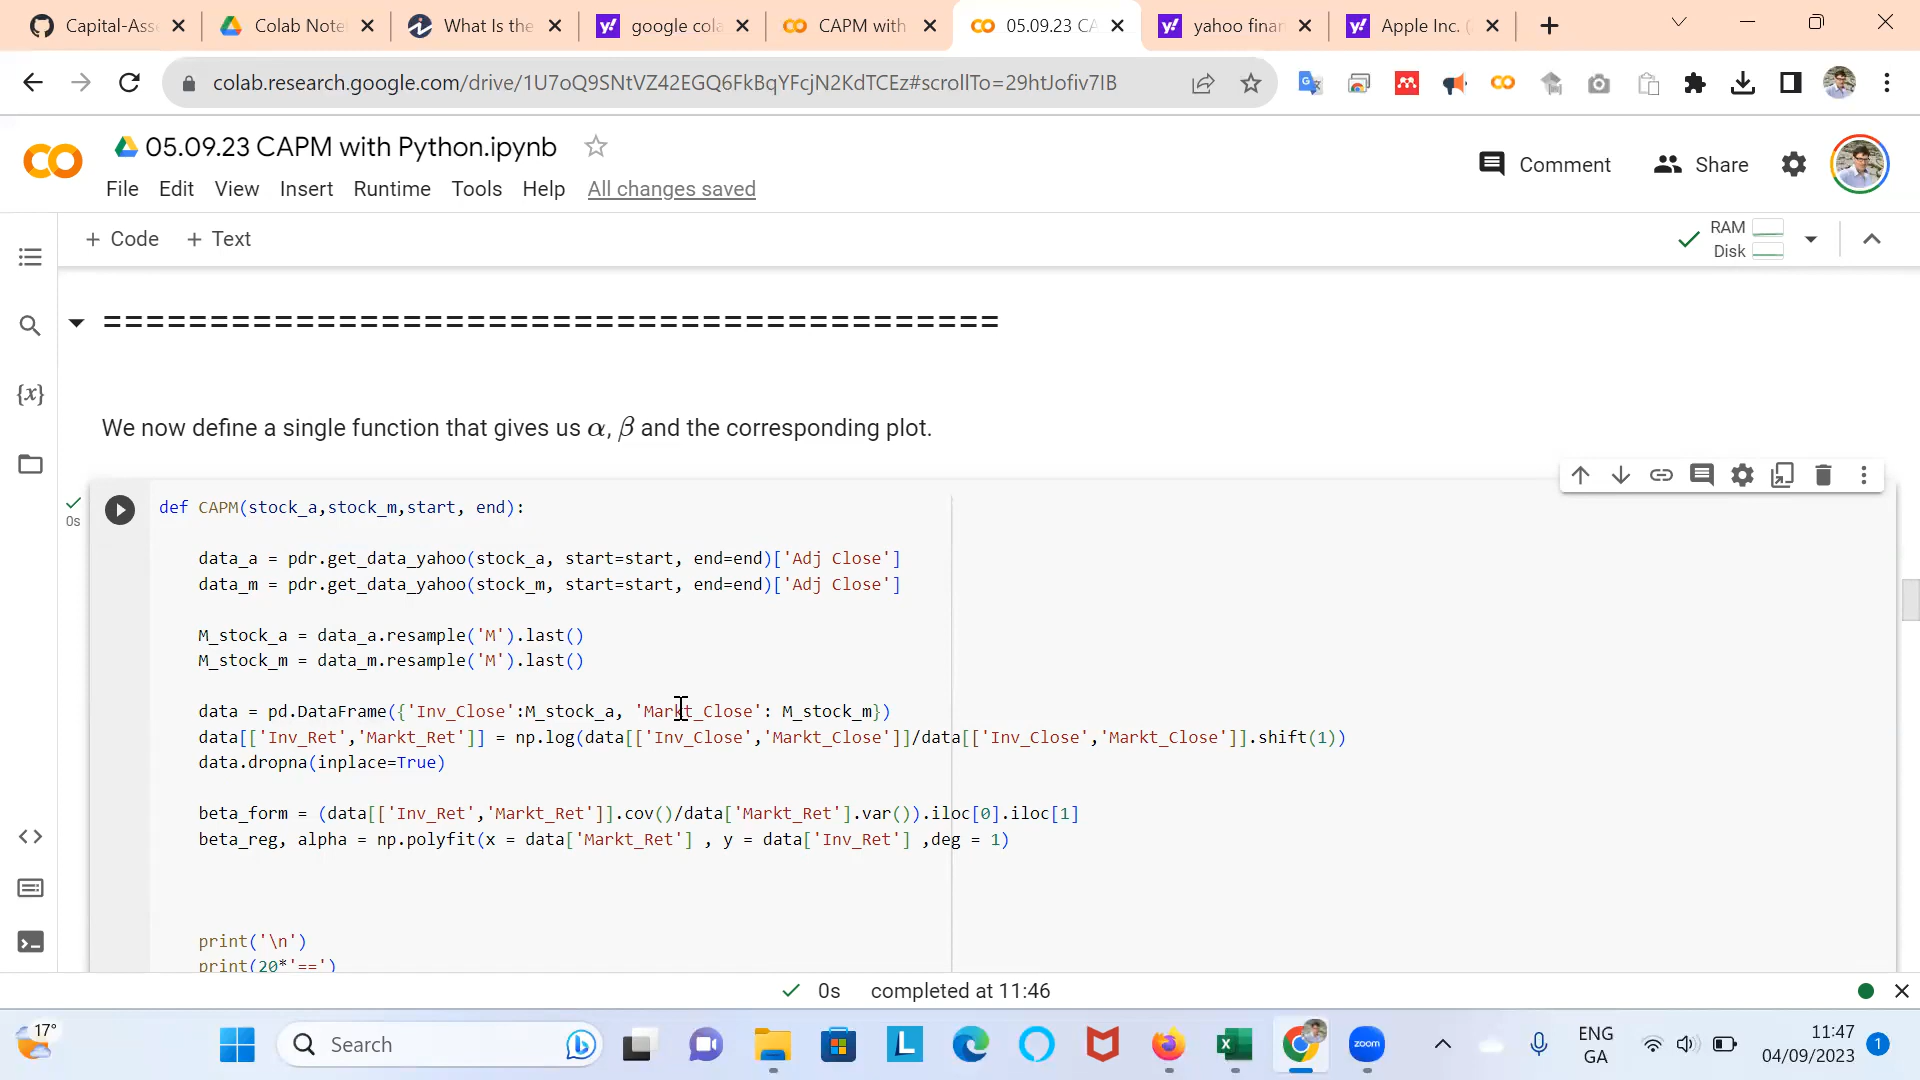 Capital-Ass
Colab Note
What Is the
google cola
CAPM with
05.09.23 CA
yahoo finan
Apple Inc. (
colab.research.google.com/drive/1U7oQ9SNtVZ42EGQ6FkBqYFcjN2KdTCEz#scrollTo=29htJofiv7IB
05.09.23 CAPM with Python.ipynb
Comment
Share
File Edit View Insert Runtime Tools Help All changes saved
+ Code + Text
RAM
Disk
==========================================
{x}
We now define a single function that gives us α, β and the corresponding plot.
0s
def CAPM(stock_a,stock_m,start, end):
data_a = pdr.get_data_yahoo(stock_a, start=start, end=end)['Adj Close']
data_m = pdr.get_data_yahoo(stock_m, start=start, end=end)['Adj Close']
M_stock_a = data_a.resample('M').last()
M_stock_m = data_m.resample('M').last()
data = pd.DataFrame({'Inv_Close':M_stock_a, 'Markt_Close': M_stock_m})
data[['Inv_Ret','Markt_Ret']] = np.log(data[['Inv_Close','Markt_Close']]/data[['Inv_Close','Markt_Close']].shift(1))
data.dropna(inplace=True)
beta_form = (data[['Inv_Ret','Markt_Ret']].cov()/data['Markt_Ret'].var()).iloc[0].iloc[1]
beta_reg, alpha = np.polyfit(x = data['Markt_Ret'] , y = data['Inv_Ret'] ,deg = 1)
print('\n')
print(20*'==')
0s completed at 11:46
17°
Search
zoom
ENG
GA
11:47
04/09/2023
1